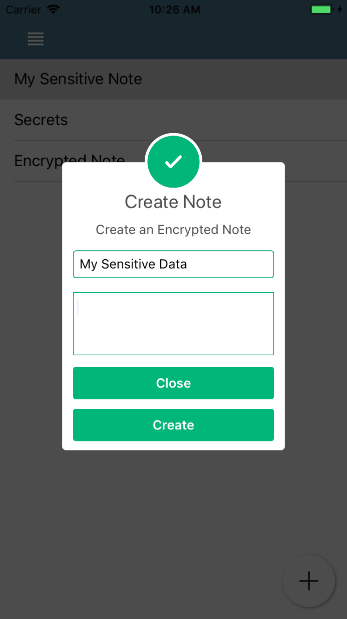 Carrier 10:26 AM
My Sensitive Note
Secrets
Encrypted Note
Create Note
Create an Encrypted Note
My Sensitive Data
Close
Create